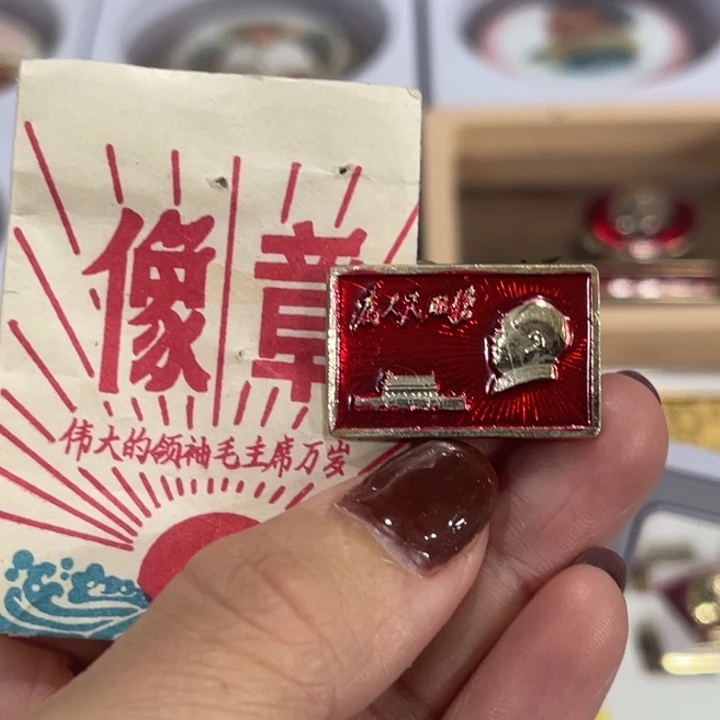 像章
伟大的领袖毛主席万岁
为人民服务